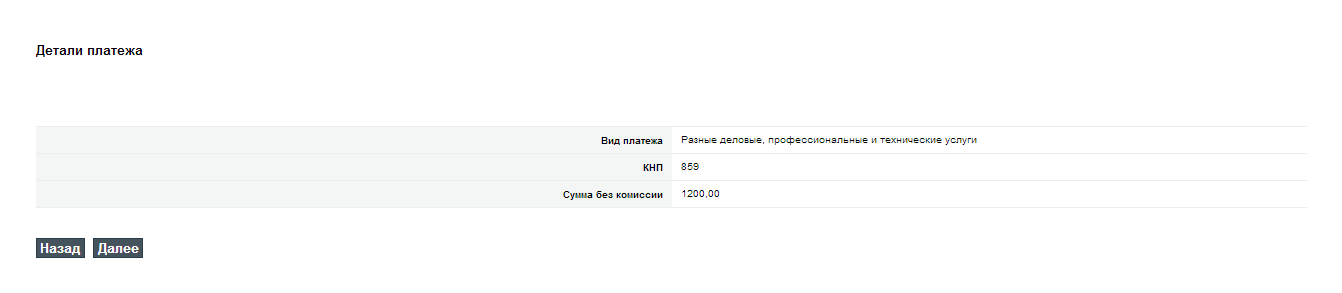 Детали платежа
Вид платежа Разные деловые, профессиональные и технические услуги
КНП 859
Сумма без комиссии 1200,00
Назад Далее